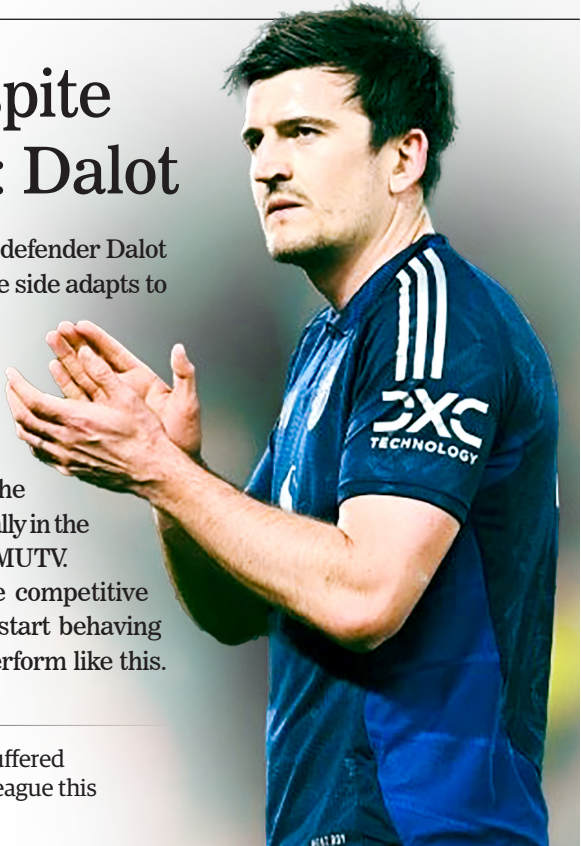 spite
: Dalot
defender Dalot
e side adapts to
he
ally in the
MUTV.
e competitive
start behaving
erform like this.
uffered
eague this
DXC
TECHNOLOGY